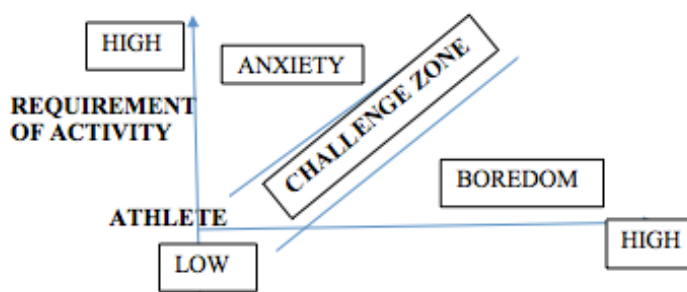 HIGH
ANXIETY
CHALLENGE ZONE
REQUIREMENT
OF ACTIVITY
BOREDOM
ATHLETE
HIGH
LOW